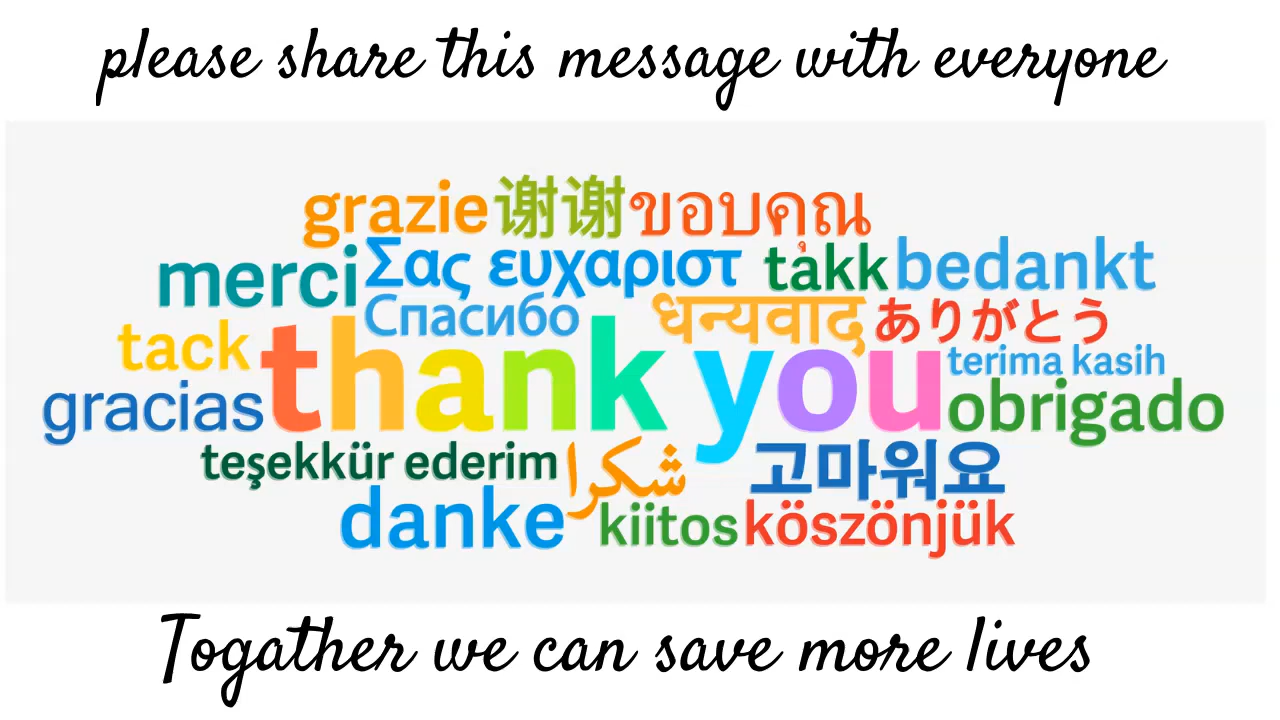 please share this message with everyone
grazie 谢谢 ขอบคุณ
merci Σας ευχαριστ takk bedankt
Спасибо धन्यवाद ありがとう
tack thank you terima kasih
gracias obrigado
teşekkür ederim شكرا 고마워요
danke kiitos köszönjük
Togather we can save more lives